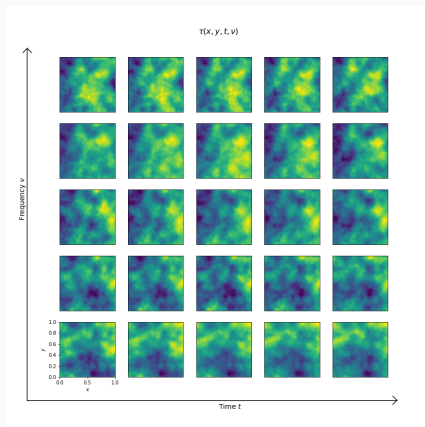 τ(x, y, t, ν)
Frequency ν
1.0
0.8
0.6
0.4
0.2
0.0
y
0.0 0.5 1.0
x
Time t